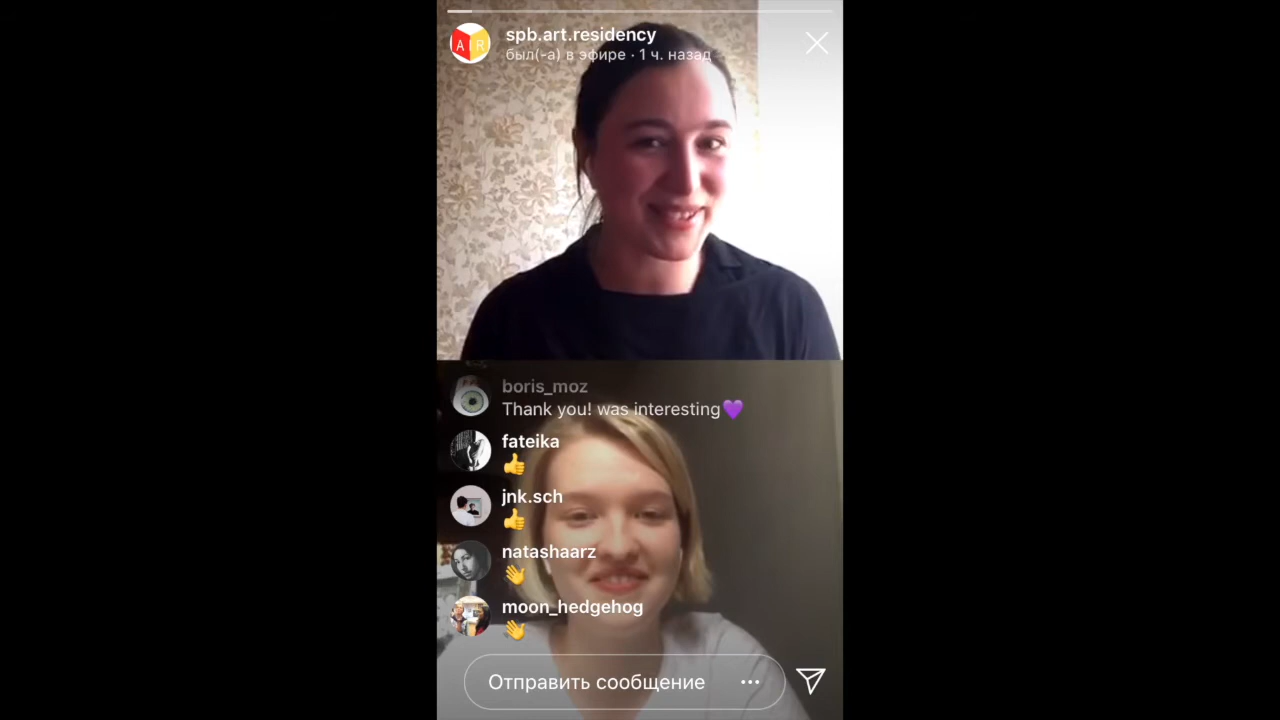 AIR
spb.art.residency
был(-а) в эфире · 1 ч. назад
boris_moz
Thank you! was interesting💜
fateika
👍
jnk.sch
👍
natashaarz
👋
moon_hedgehog
👋
Отправить сообщение